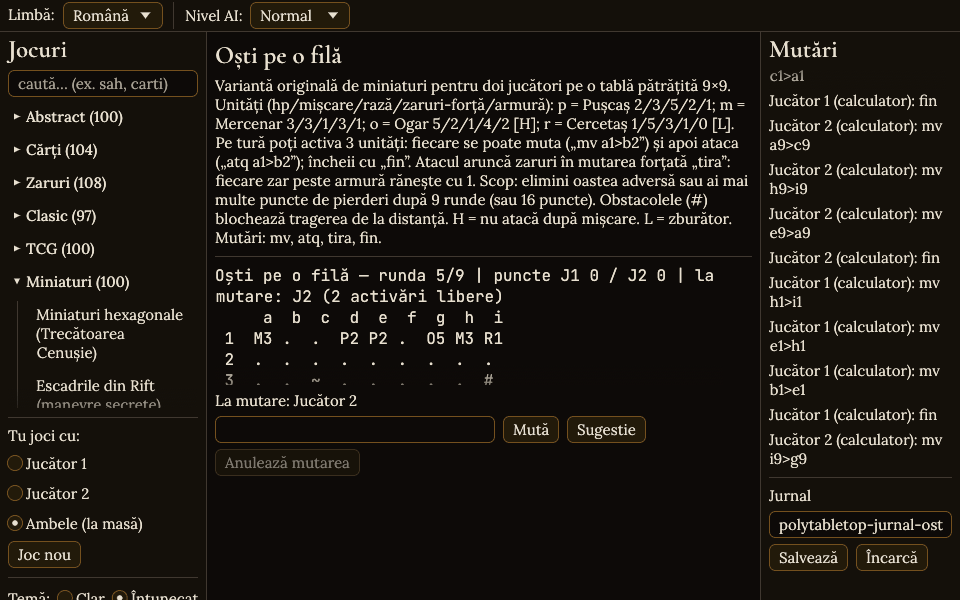 Limbă:
Română
Nivel AI:
Normal
Jocuri
caută... (ex. sah, carti)
Abstract (100)
Cărți (104)
Zaruri (108)
Clasic (97)
TCG (100)
Miniaturi (100)
Miniaturi hexagonale
(Trecătoarea
Cenușie)
Escadrile din Rift
(manevre secrete)
Tu joci cu:
Jucător 1
Jucător 2
Ambele (la masă)
Joc nou
Temă:
Clar
Întunecat
Oști pe o filă
Variantă originală de miniaturi pentru doi jucători pe o tablă pătrățită 9×9.
Unități (hp/mișcare/rază/zaruri-forță/armură): p = Pușcaș 2/3/5/2/1; m =
Mercenar 3/3/1/3/1; o = Ogar 5/2/1/4/2 [H]; r = Cercetaș 1/5/3/1/0 [L].
Pe tură poți activa 3 unități: fiecare se poate muta („mv a1>b2”) și apoi ataca
(„atq a1>b2”); închei cu „fin”. Atacul aruncă zaruri în mutarea forțată „tira”:
fiecare zar peste armură rănește cu 1. Scop: elimini oastea adversă sau ai mai
multe puncte de pierderi după 9 runde (sau 16 puncte). Obstacolele (#)
blochează tragerea de la distanță. H = nu atacă după mișcare. L = zburător.
Mutări: mv, atq, tira, fin.
Oști pe o filă — runda 5/9 | puncte J1 0 / J2 0 | la
mutare: J2 (2 activări libere)
a b c d e f g h i
1 M3 . . P2 P2 . O5 M3 R1
2 . . . . . . . . .
3 . . ~ . . . . . #
La mutare: Jucător 2
Mută
Sugestie
Anulează mutarea
Mutări
c1>a1
Jucător 1 (calculator): fin
Jucător 2 (calculator): mv
a9>c9
Jucător 2 (calculator): mv
h9>i9
Jucător 2 (calculator): mv
e9>a9
Jucător 2 (calculator): fin
Jucător 1 (calculator): mv
h1>i1
Jucător 1 (calculator): mv
e1>h1
Jucător 1 (calculator): mv
b1>e1
Jucător 1 (calculator): fin
Jucător 2 (calculator): mv
i9>g9
Jurnal
polytabletop-jurnal-ost
Salvează
Încarcă